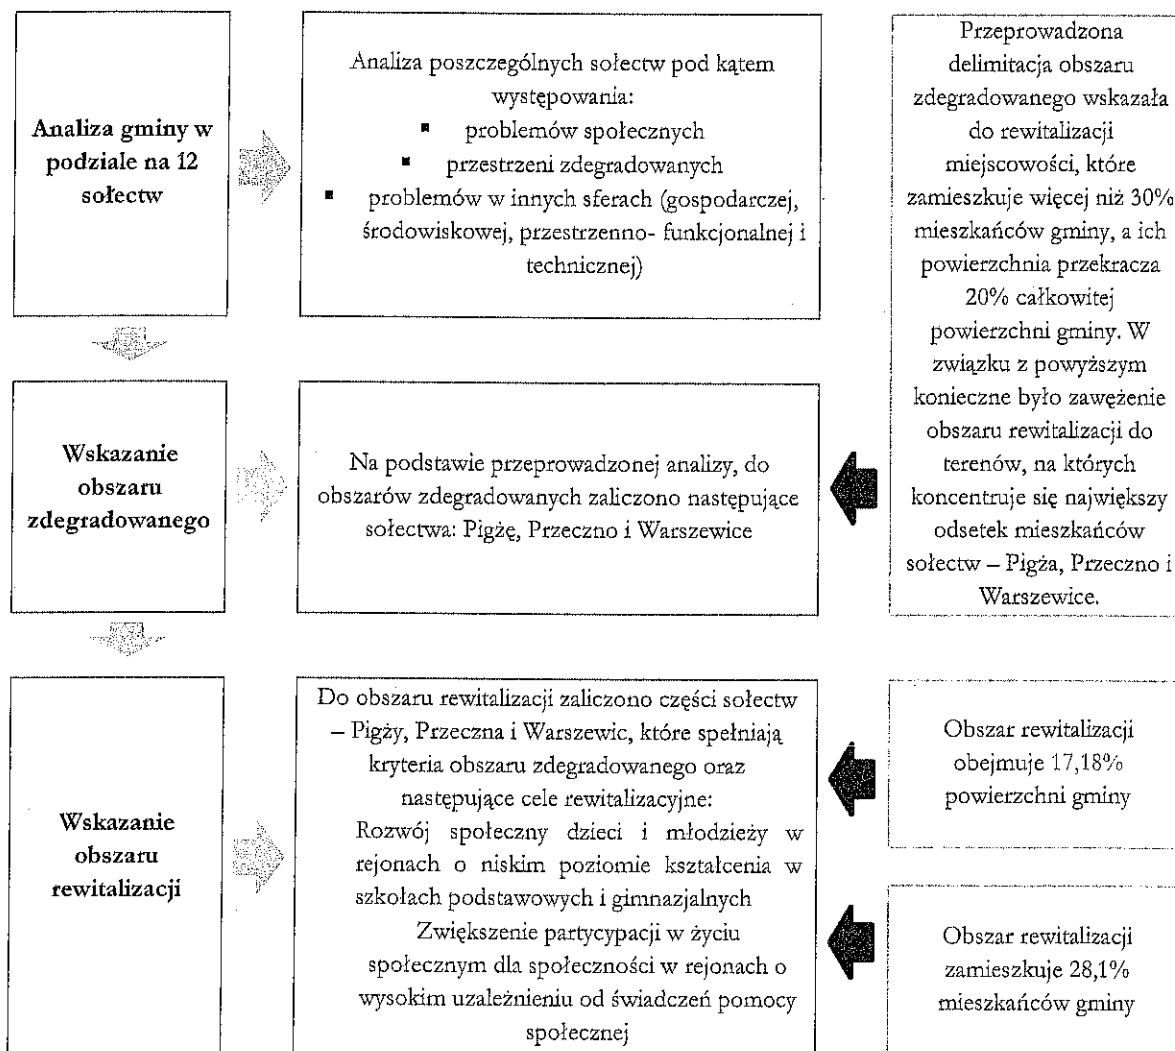 Analiza gminy w
podziale na 12
sołectw
Analiza poszczególnych sołectw pod kątem
występowania:
▪ problemów społecznych
▪ przestrzeni zdegradowanych
▪ problemów w innych sferach (gospodarczej,
środowiskowej, przestrzenno- funkcjonalnej i
technicznej)
Przeprowadzona
delimitacja obszaru
zdegradowanego wskazała
do rewitalizacji
miejscowości, które
zamieszkuje więcej niż 30%
mieszkańców gminy, a ich
powierzchnia przekracza
20% całkowitej
powierzchni gminy. W
związku z powyższym
konieczne było zawężenie
obszaru rewitalizacji do
terenów, na których
koncentruje się największy
odsetek mieszkańców
sołectw – Pigża, Przeczno i
Warszewice.
Wskazanie
obszaru
zdegradowanego
Na podstawie przeprowadzonej analizy, do
obszarów zdegradowanych zaliczono następujące
sołectwa: Pigżę, Przeczno i Warszewice
Wskazanie
obszaru
rewitalizacji
Do obszaru rewitalizacji zaliczono części sołectw
– Pigży, Przeczna i Warszewic, które spełniają
kryteria obszaru zdegradowanego oraz
następujące cele rewitalizacyjne:
Rozwój społeczny dzieci i młodzieży w
rejonach o niskim poziomie kształcenia w
szkołach podstawowych i gimnazjalnych
Zwiększenie partycypacji w życiu
społecznym dla społeczności w rejonach o
wysokim uzależnieniu od świadczeń pomocy
społecznej
Obszar rewitalizacji
obejmuje 17,18%
powierzchni gminy
Obszar rewitalizacji
zamieszkuje 28,1%
mieszkańców gminy